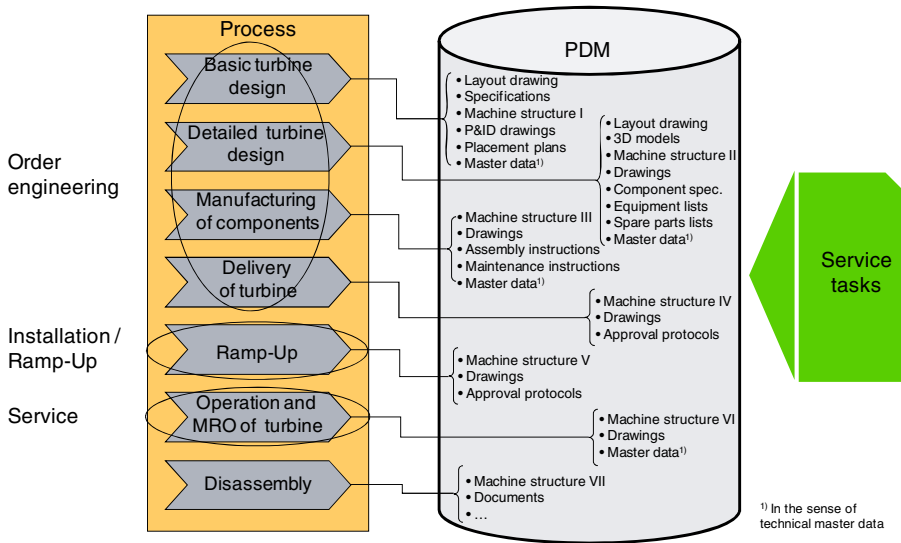 Process
Basic turbine
design
Detailed turbine
design
Manufacturing
of components
Delivery
of turbine
Ramp-Up
Operation and
MRO of turbine
Disassembly
Order
engineering
Installation /
Ramp-Up
Service
PDM
• Layout drawing
• Specifications
• Machine structure I
• P&ID drawings
• Placement plans
• Master data¹⁾
• Layout drawing
• 3D models
• Machine structure II
• Drawings
• Component spec.
• Equipment lists
• Spare parts lists
• Master data¹⁾
• Machine structure III
• Drawings
• Assembly instructions
• Maintenance instructions
• Master data¹⁾
• Machine structure IV
• Drawings
• Approval protocols
• Machine structure V
• Drawings
• Approval protocols
• Machine structure VI
• Drawings
• Master data¹⁾
• Machine structure VII
• Documents
• …
Service
tasks
¹⁾ In the sense of
technical master data